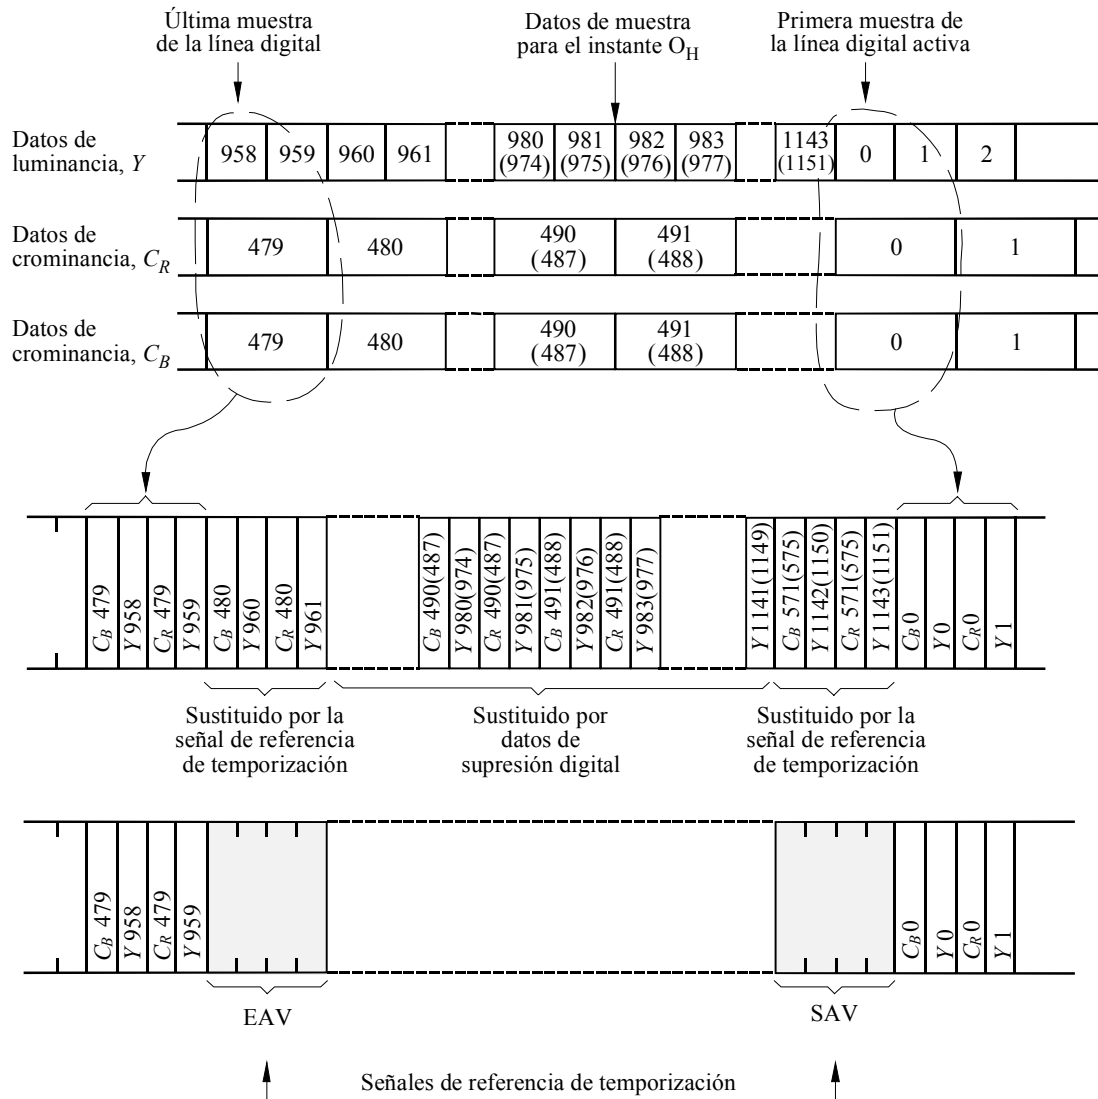 Última muestra
de la línea digital
Datos de muestra
para el instante O_H
Primera muestra de
la línea digital activa
Datos de
luminancia, Y
958 959 960 961 980 (974) 981 (975) 982 (976) 983 (977) 1143 (1151) 0 1 2
Datos de
crominancia, C_R
479 480 490 (487) 491 (488) 0 1
Datos de
crominancia, C_B
479 480 490 (487) 491 (488) 0 1
C_B 479
Y 958
C_R 479
Y 959
C_B 480
Y 960
C_R 480
Y 961
C_B 490(487)
Y 980(974)
C_R 490(487)
Y 981(975)
C_B 491(488)
Y 982(976)
C_R 491(488)
Y 983(977)
Y 1141(1149)
C_B 571(575)
Y 1142(1150)
C_R 571(575)
Y 1143(1151)
C_B 0
Y 0
C_R 0
Y 1
Sustituido por la
señal de referencia
de temporización
Sustituido por
datos de
supresión digital
Sustituido por la
señal de referencia
de temporización
C_B 479
Y 958
C_R 479
Y 959
C_B 0
Y 0
C_R 0
Y 1
EAV
SAV
Señales de referencia de temporización